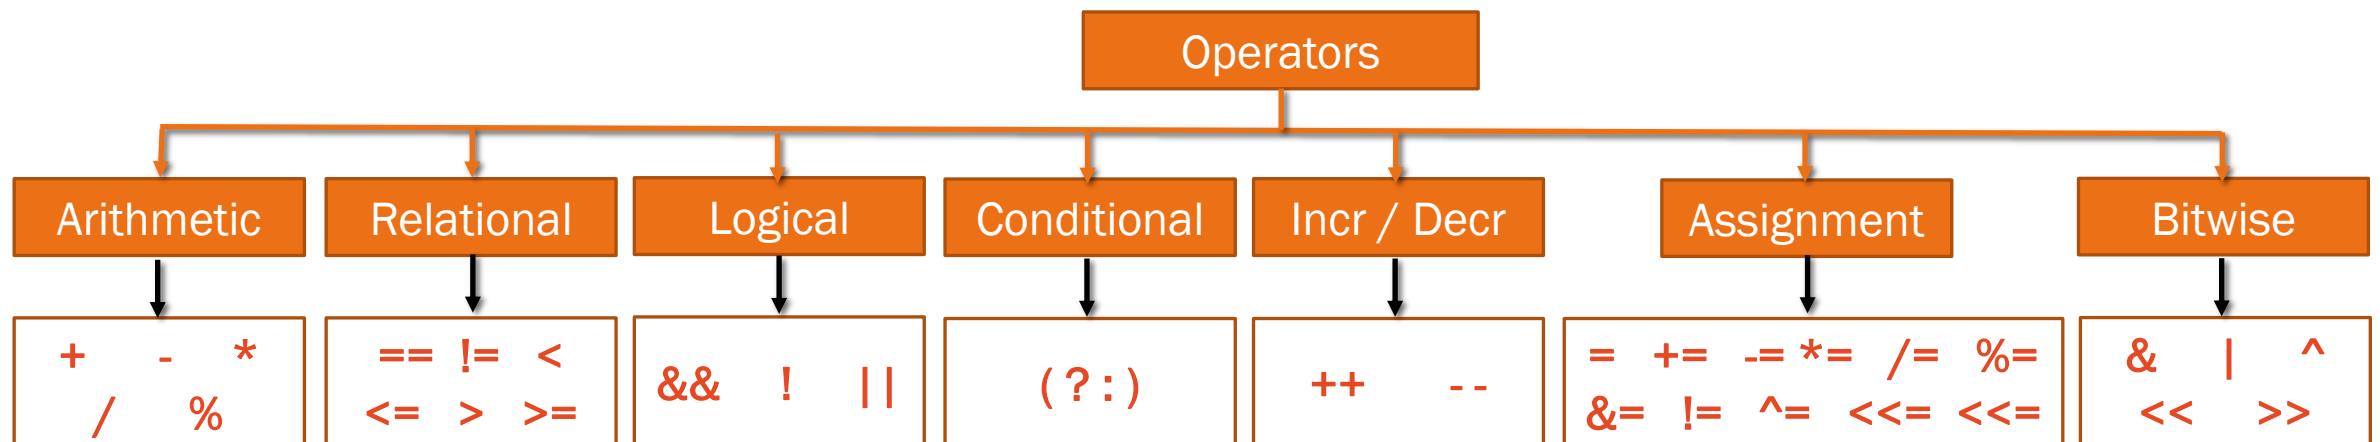 Operators
Arithmetic
Relational
Logical
Conditional
Incr / Decr
Assignment
Bitwise
+ - *
/ %
== != <
<= > >=
&& ! ||
(?:)
++ --
= += -= *= /= %=
&= != ^= <<= <<=
& | ^
<< >>